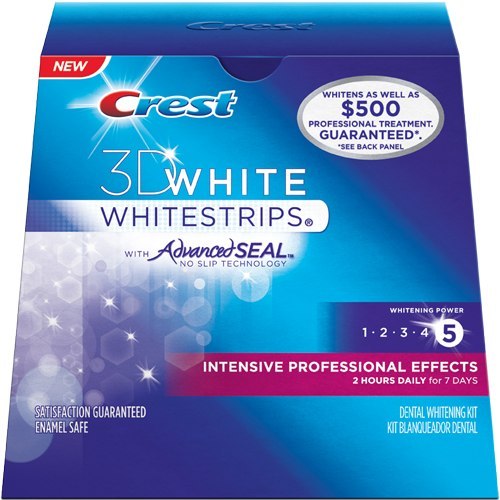 NEW
Crest
3D WHITE
WHITESTRIPS®
WITH Advanced SEAL™
NO SLIP TECHNOLOGY
WHITENS AS WELL AS
$500
PROFESSIONAL TREATMENT.
GUARANTEED*.
*SEE BACK PANEL
WHITENING POWER
1 · 2 · 3 · 4 5
INTENSIVE PROFESSIONAL EFFECTS
2 HOURS DAILY for 7 DAYS
SATISFACTION GUARANTEED
ENAMEL SAFE
DENTAL WHITENING KIT
KIT BLANQUEADOR DENTAL